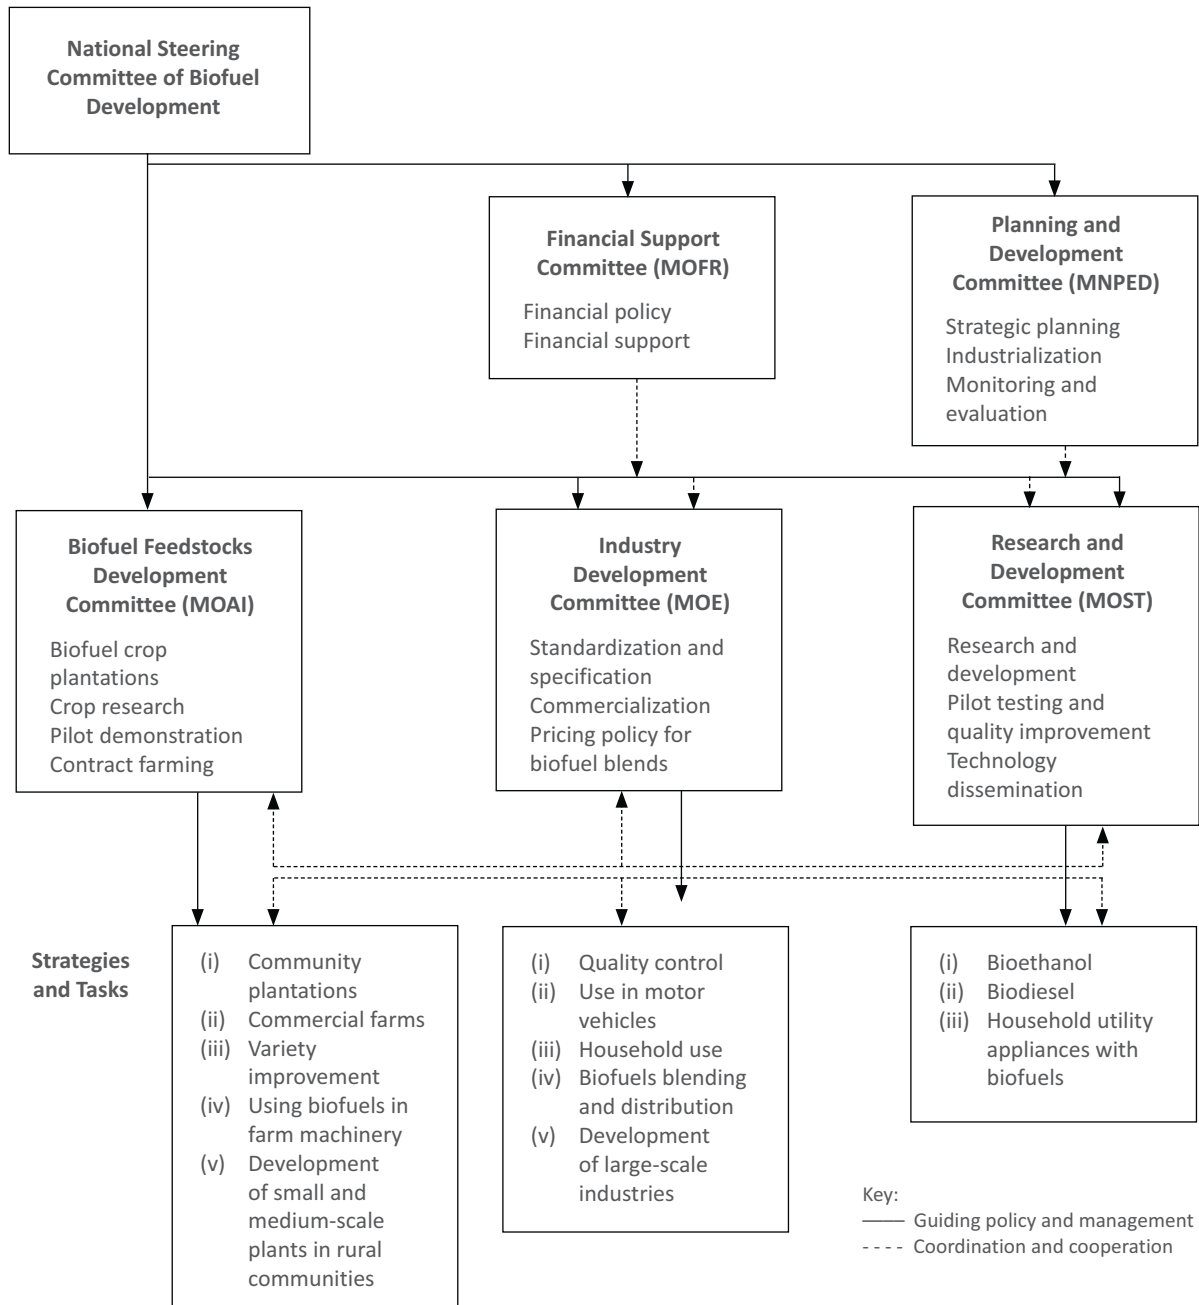 National Steering
Committee of Biofuel
Development
Financial Support
Committee (MOFR)
Financial policy
Financial support
Planning and
Development
Committee (MNPED)
Strategic planning
Industrialization
Monitoring and
evaluation
Biofuel Feedstocks
Development
Committee (MOAI)
Biofuel crop
plantations
Crop research
Pilot demonstration
Contract farming
Industry
Development
Committee (MOE)
Standardization and
specification
Commercialization
Pricing policy for
biofuel blends
Research and
Development
Committee (MOST)
Research and
development
Pilot testing and
quality improvement
Technology
dissemination
Strategies
and Tasks
(i) Community
plantations
(ii) Commercial farms
(iii) Variety
improvement
(iv) Using biofuels in
farm machinery
(v) Development
of small and
medium-scale
plants in rural
communities
(i) Quality control
(ii) Use in motor
vehicles
(iii) Household use
(iv) Biofuels blending
and distribution
(v) Development
of large-scale
industries
(i) Bioethanol
(ii) Biodiesel
(iii) Household utility
appliances with
biofuels
Key:
Guiding policy and management
Coordination and cooperation